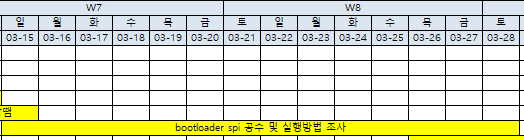 W7 W8
일 월 화 수 목 금 토 일 월 화 수 목 금 토
03-15 03-16 03-17 03-18 03-19 03-20 03-21 03-22 03-23 03-24 03-25 03-26 03-27 03-28
bootloader spi 공수 및 실행방법 조사